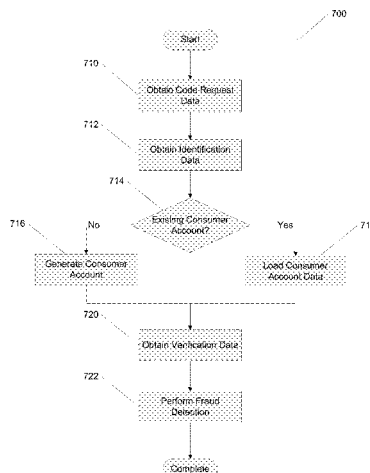 700
Start
710
Obtain Code Request
Data
712
Obtain Identification
Data
714
Existing Consumer
Account?
No
Yes
716
71
Generate Consumer
Account
Load Consumer
Account Data
720
Obtain Verification Data
722
Perform Fraud
Detection
Complete